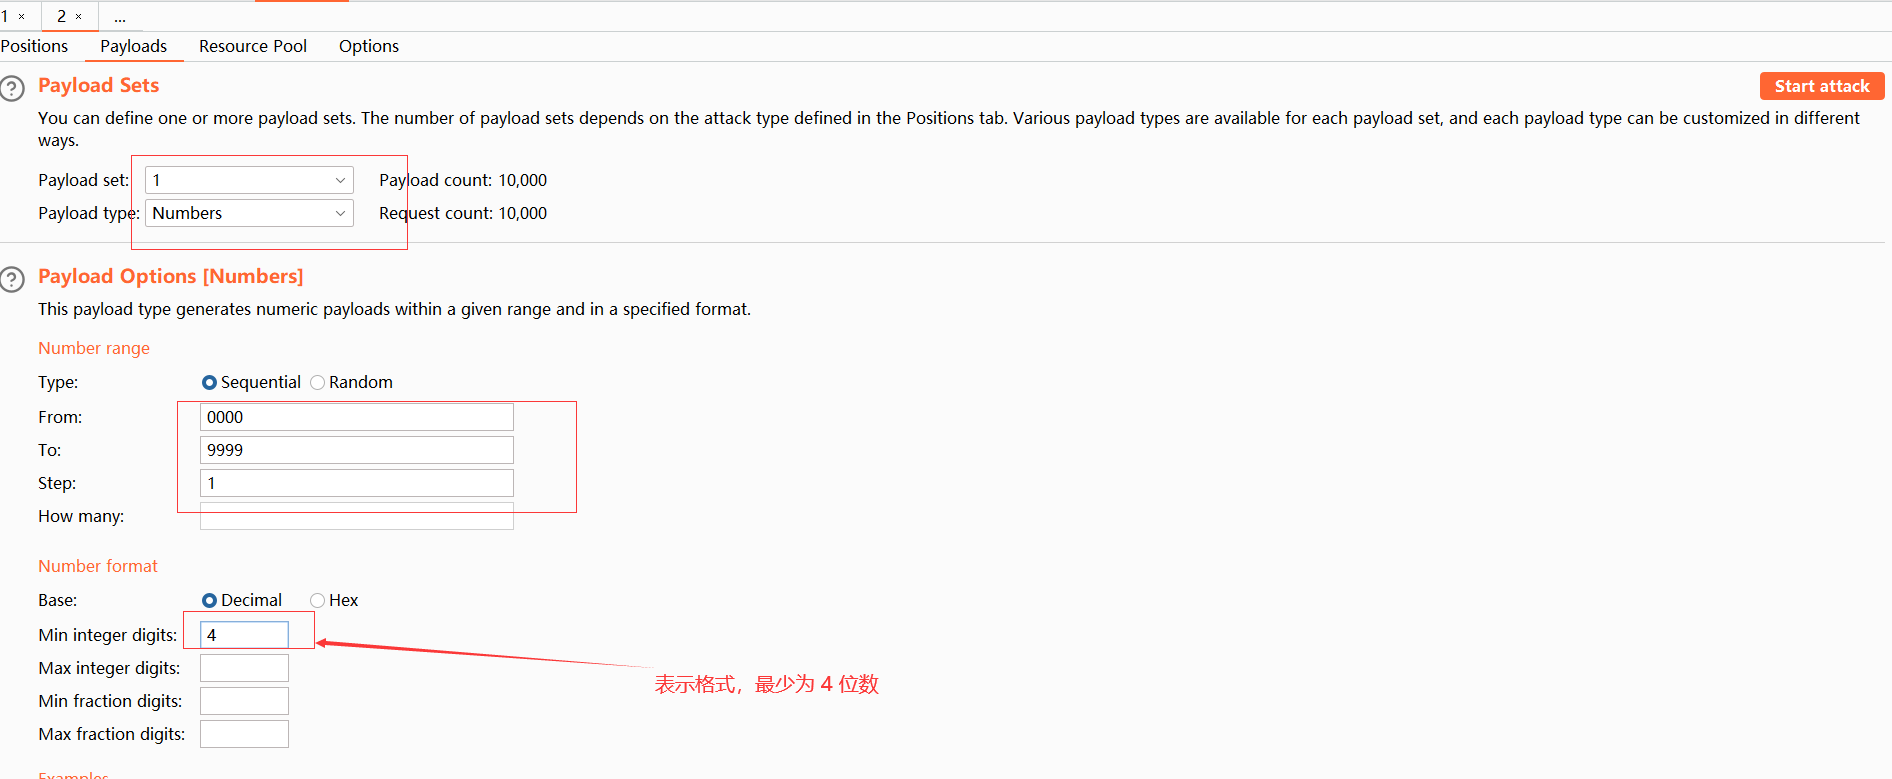 1 × 2 × ...
Positions Payloads Resource Pool Options
? Payload Sets Start attack
You can define one or more payload sets. The number of payload sets depends on the attack type defined in the Positions tab. Various payload types are available for each payload set, and each payload type can be customized in different
ways.
Payload set: 1 Payload count: 10,000
Payload type: Numbers Request count: 10,000
? Payload Options [Numbers]
This payload type generates numeric payloads within a given range and in a specified format.
Number range
Type: Sequential Random
From: 0000
To: 9999
Step: 1
How many:
Number format
Base: Decimal Hex
Min integer digits: 4
Max integer digits:
表示格式，最少为 4 位数
Min fraction digits:
Max fraction digits:
Examples